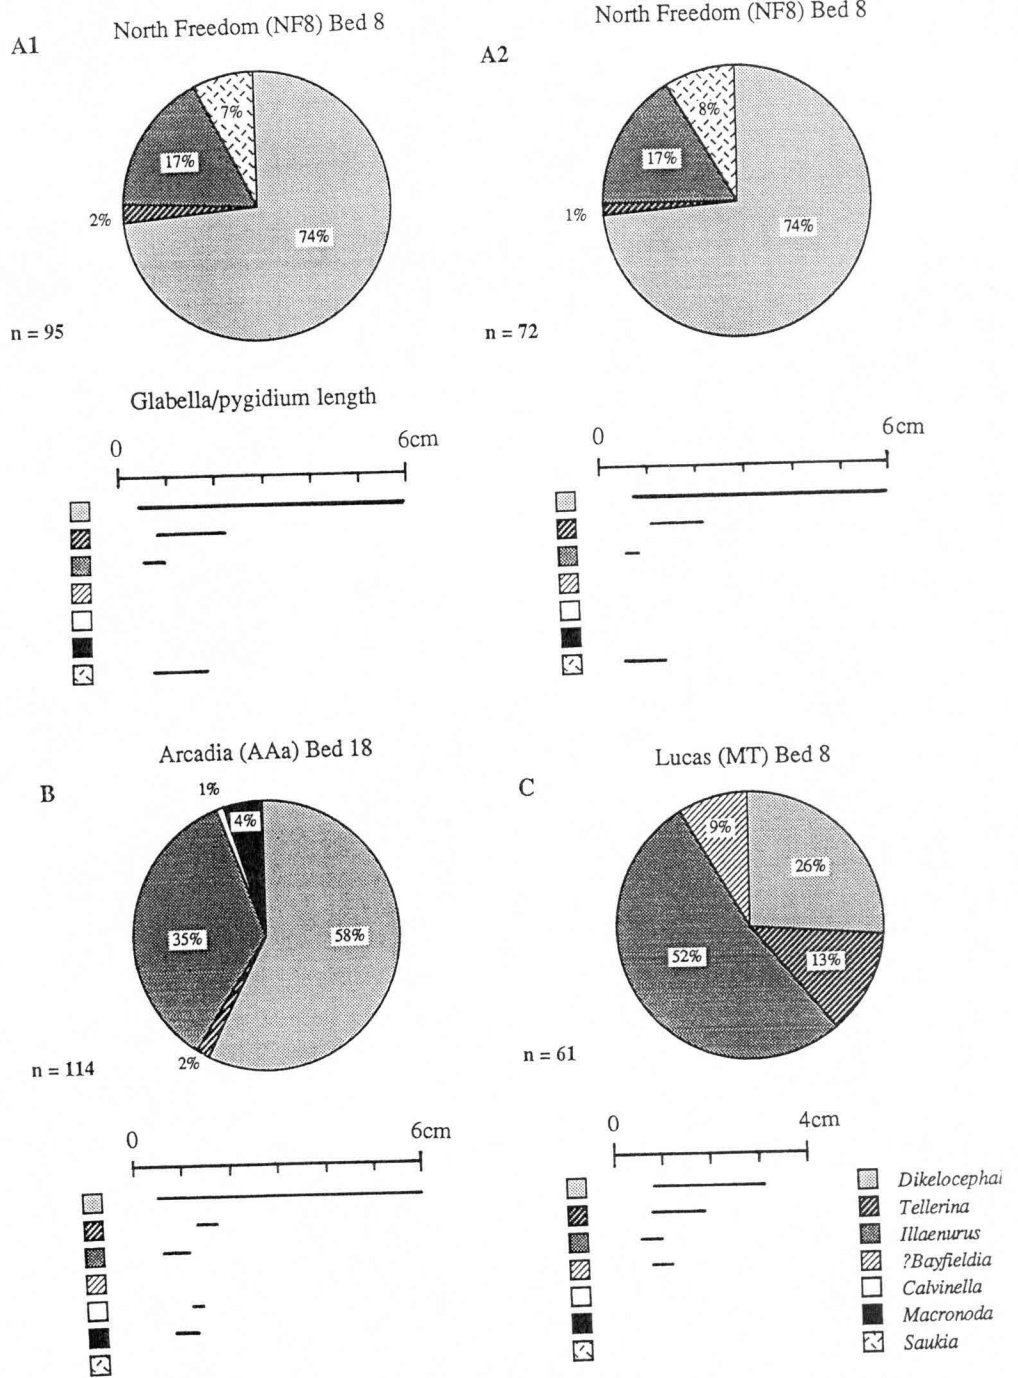 A1
North Freedom (NF8) Bed 8
7%
17%
2%
74%
n = 95
A2
North Freedom (NF8) Bed 8
8%
17%
1%
74%
n = 72
Glabella/pygidium length
0 6cm
0 6cm
B
Arcadia (AAa) Bed 18
1%
4%
35%
58%
2%
n = 114
C
Lucas (MT) Bed 8
9%
26%
52%
13%
n = 61
0 6cm
0 4cm
Dikelocephal
Tellerina
Illaenurus
?Bayfieldia
Calvinella
Macronoda
Saukia